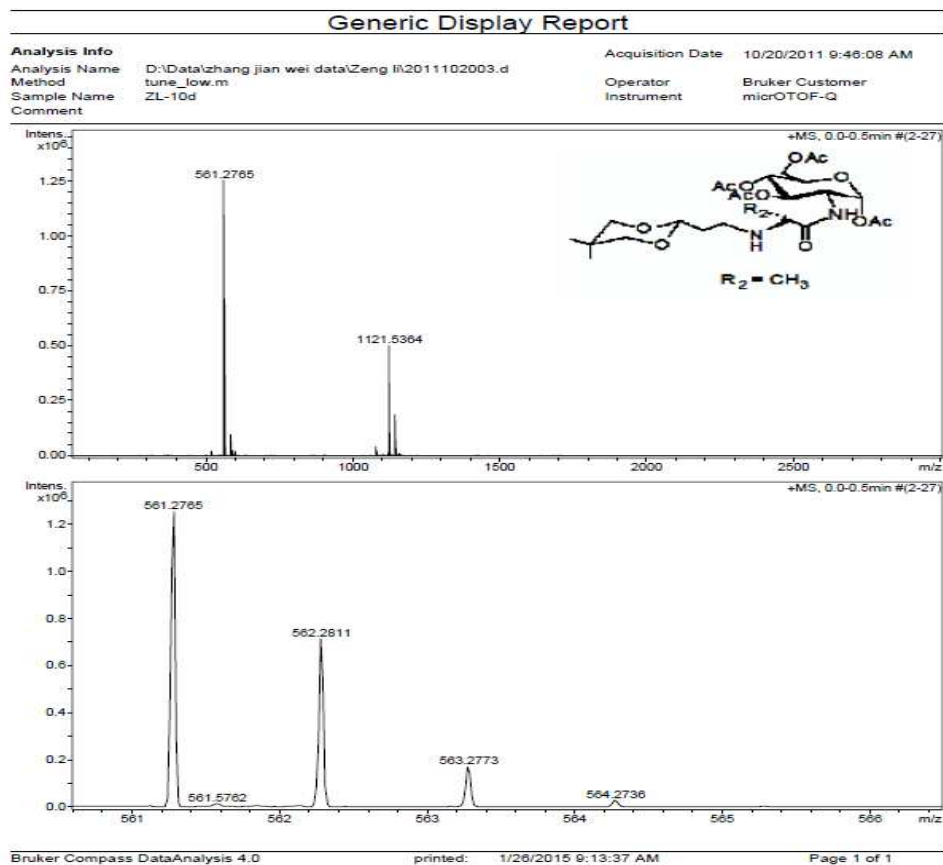 Generic Display Report
Analysis Info
Acquisition Date 10/20/2011 9:46:08 AM
Analysis Name D:\Data\zhang jian wei data\Zeng li\2011102003.d
Method tune_low.m
Operator Bruker Customer
Sample Name ZL-10d
Instrument micrOTOF-Q
Comment
Intens.
x10⁶
+MS, 0.0-0.5min #(2-27)
561.2765
1121.5364
1.25
1.00
0.75
0.50
0.25
0.00
500 1000 1500 2000 2500 m/z
OAc
O
AcO
AcO
R₂
NH
OAc
O
O
N
H
O
R₂ = CH₃
Intens.
x10⁶
+MS, 0.0-0.5min #(2-27)
561.2765
562.2811
563.2773
564.2736
561.5762
1.2
1.0
0.8
0.6
0.4
0.2
0.0
561 562 563 564 565 566 m/z
Bruker Compass DataAnalysis 4.0 printed: 1/26/2015 9:13:37 AM Page 1 of 1